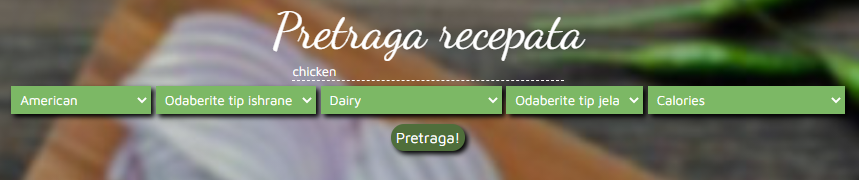 Pretraga recepata
chicken
American Odaberite tip ishrane Dairy Odaberite tip jela Calories
Pretraga!